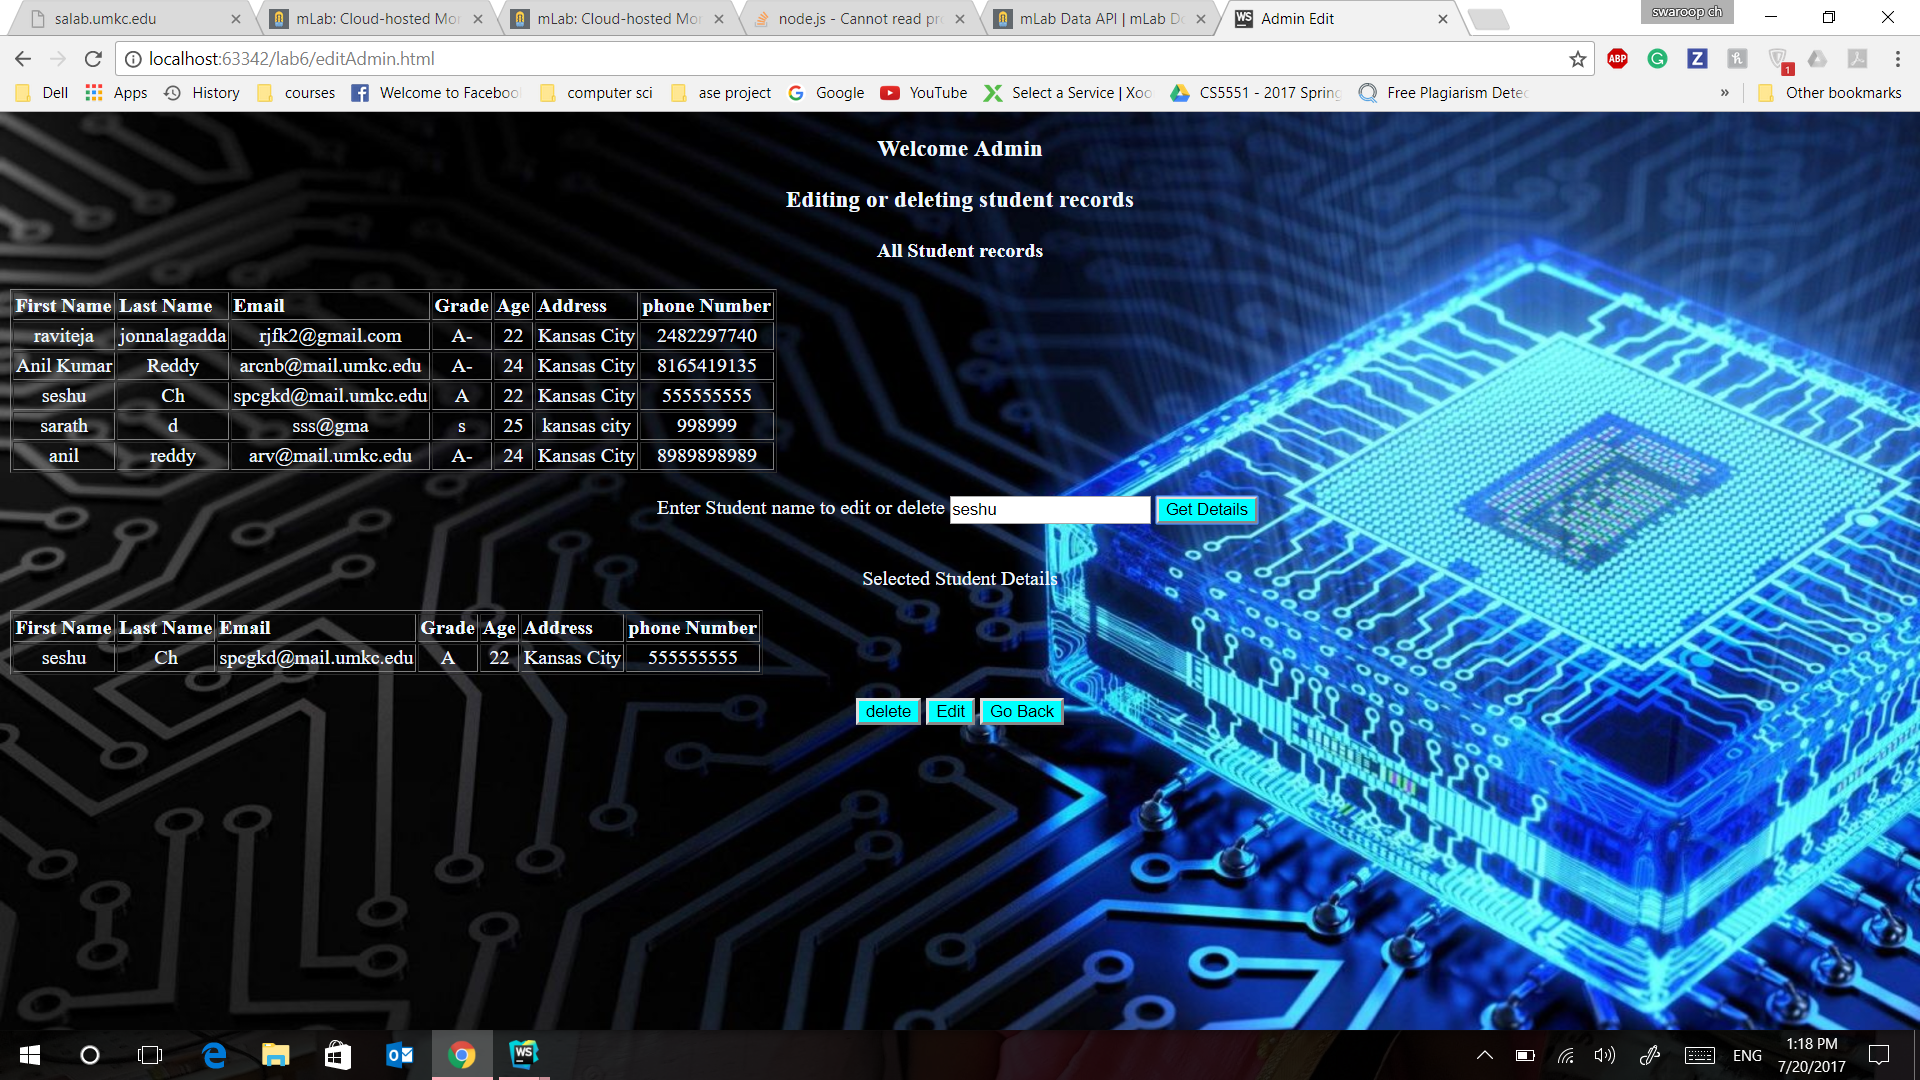 salab.umkc.edu
mLab: Cloud-hosted Mon
mLab: Cloud-hosted Mon
node.js - Cannot read pr
mLab Data API | mLab D
Admin Edit
swaroop ch
localhost:63342/lab6/editAdmin.html
ABP
1
Dell
Apps
History
courses
Welcome to Faceboo
computer sci
ase project
Google
YouTube
Select a Service | Xoo
CS5551 - 2017 Spring
Free Plagiarism Detec
»
Other bookmarks
Welcome Admin
Editing or deleting student records
All Student records
First Name Last Name Email Grade Age Address phone Number
raviteja jonnalagadda rjfk2@gmail.com A- 22 Kansas City 2482297740
Anil Kumar Reddy arcnb@mail.umkc.edu A- 24 Kansas City 8165419135
seshu Ch spcgkd@mail.umkc.edu A 22 Kansas City 555555555
sarath d sss@gma s 25 kansas city 998999
anil reddy arv@mail.umkc.edu A- 24 Kansas City 8989898989
Enter Student name to edit or delete seshu Get Details
Selected Student Details
First Name Last Name Email Grade Age Address phone Number
seshu Ch spcgkd@mail.umkc.edu A 22 Kansas City 555555555
delete Edit Go Back
ENG
1:18 PM
7/20/2017